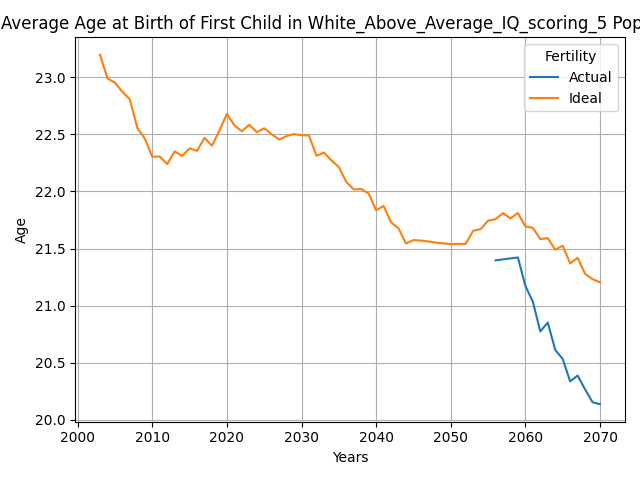 Average Age at Birth of First Child in White_Above_Average_IQ_scoring_5 Pop
Fertility
Actual
Ideal
23.0
22.5
22.0
21.5
21.0
20.5
20.0
Age
2000 2010 2020 2030 2040 2050 2060 2070
Years